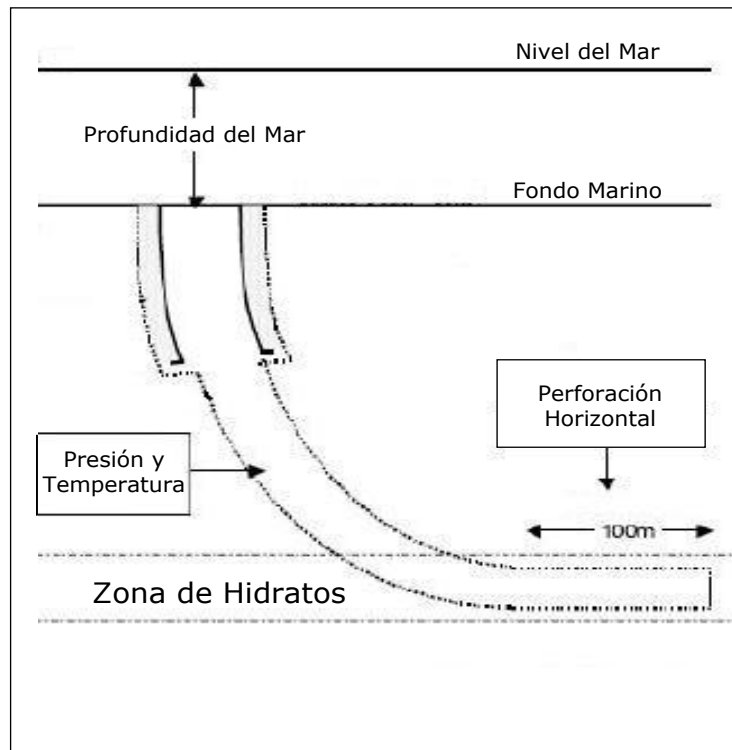 Nivel del Mar
Profundidad del Mar
Fondo Marino
Perforación
Horizontal
Presión y
Temperatura
100m
Zona de Hidratos